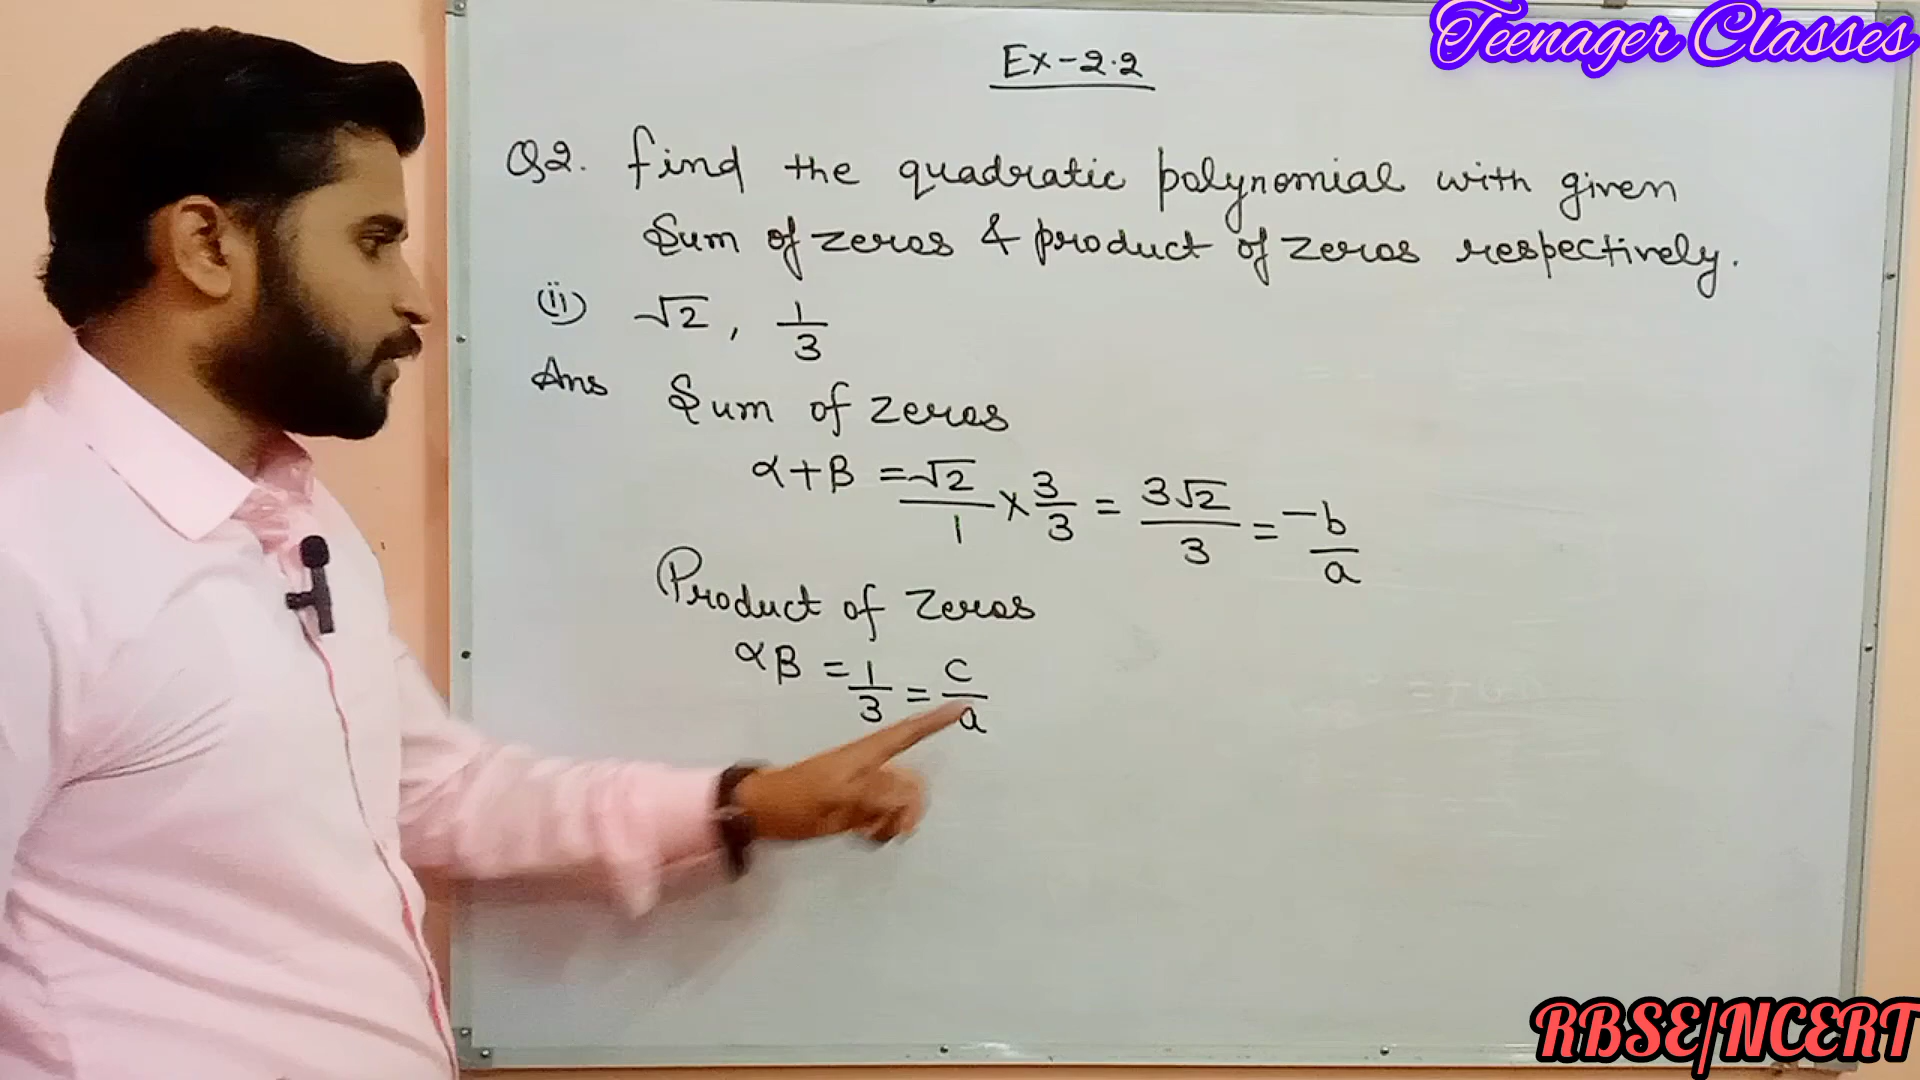 Teenager Classes
Ex-2.2
Q2. find the quadratic polynomial with given
Sum of zeros & product of zeros respectively.
(ii) √2, 1/3
Ans Sum of zeros
α+β = √2/1 × 3/3 = 3√2/3 = -b/a
Product of zeros
αβ = 1/3 = c/a
RBSE/NCERT